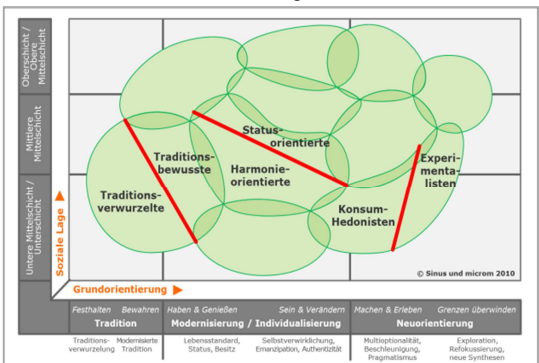 Oberschicht /
Obere
Mittelschicht
Mittlere
Mittelschicht
Untere Mittelschicht /
Unterschicht
Soziale Lage
Status-
orientierte
Traditions-
bewusste
Harmonie-
orientierte
Experi-
menta-
listen
Traditions-
verwurzelte
Konsum-
Hedonisten
© Sinus und microm 2010
Grundorientierung
Festhalten Bewahren
Tradition
Haben & Genießen Sein & Verändern
Modernisierung / Individualisierung
Machen & Erleben Grenzen überwinden
Neuorientierung
Traditions-
verwurzelung
Modernisierte
Tradition
Lebensstandard,
Status, Besitz
Selbstverwirklichung,
Emanzipation, Authentizität
Multioptionalität,
Beschleunigung,
Pragmatismus
Exploration,
Refokussierung,
neue Synthesen